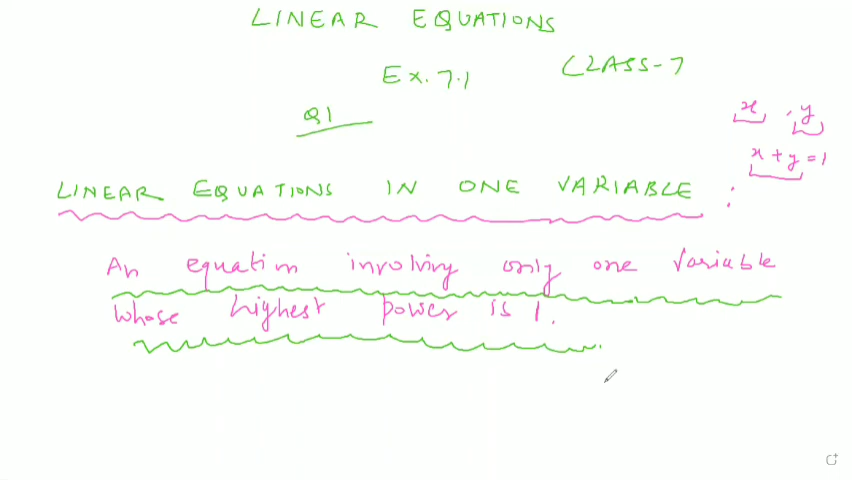 LINEAR EQUATIONS
Ex. 7.1 CLASS-7
Q1
x , y
x + y = 1
LINEAR EQUATIONS IN ONE VARIABLE :
An equation involving only one variable
whose highest power is 1.